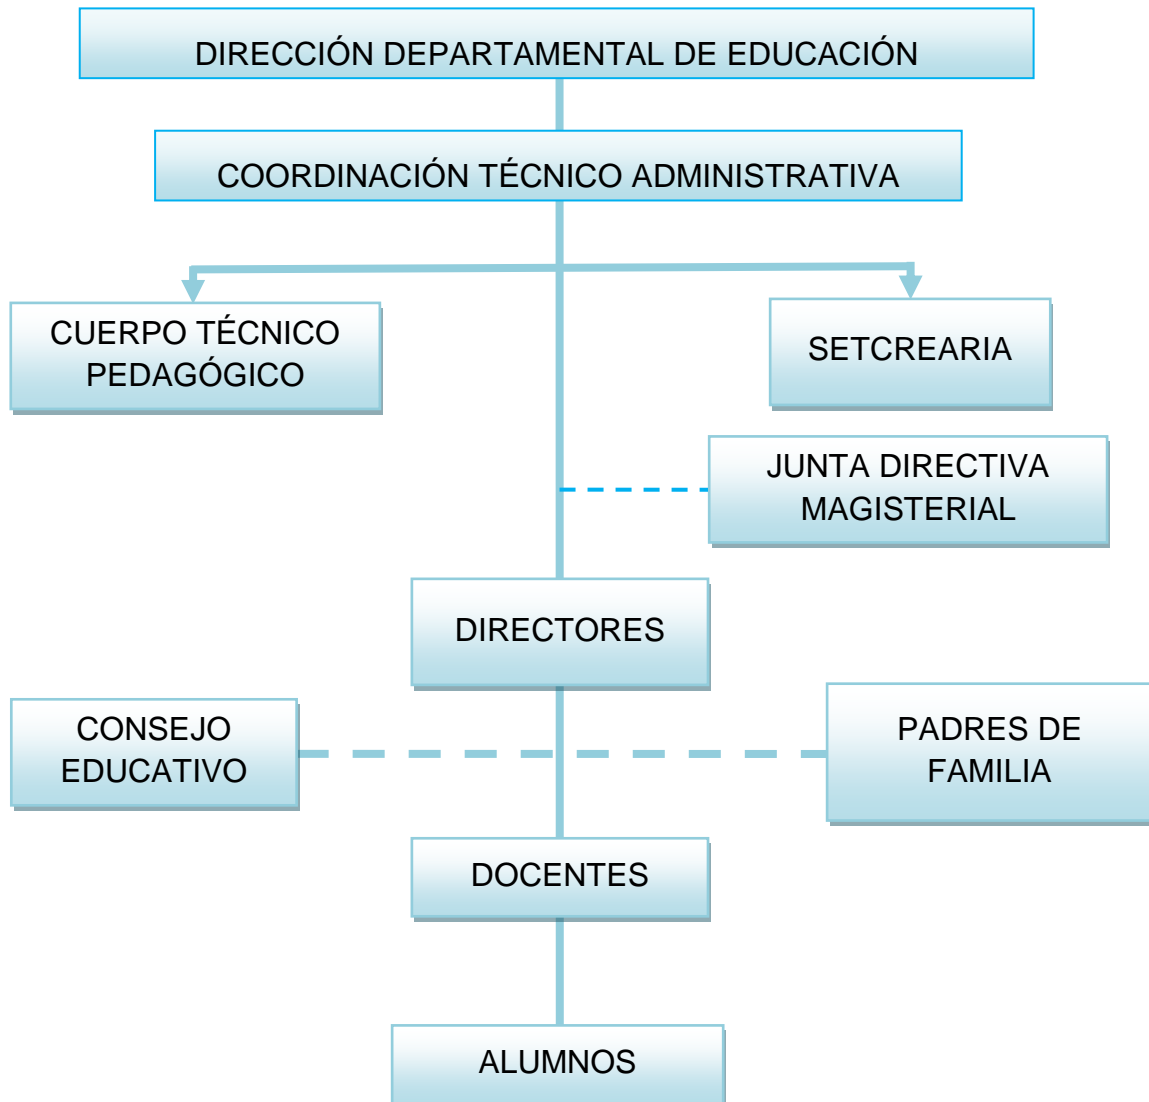 DIRECCIÓN DEPARTAMENTAL DE EDUCACIÓN
COORDINACIÓN TÉCNICO ADMINISTRATIVA
CUERPO TÉCNICO
PEDAGÓGICO
SETCREARIA
JUNTA DIRECTIVA
MAGISTERIAL
DIRECTORES
CONSEJO
EDUCATIVO
PADRES DE
FAMILIA
DOCENTES
ALUMNOS